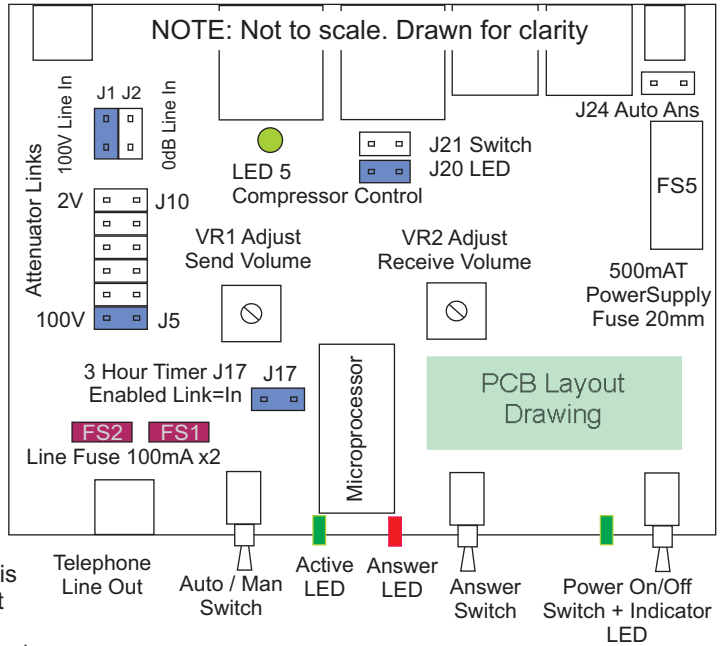 NOTE: Not to scale. Drawn for clarity
J1 J2
100V Line In
0dB Line In
J24 Auto Ans
J21 Switch
J20 LED
LED 5
Compressor Control
FS5
Attenuator Links
2V
J10
VR1 Adjust
Send Volume
VR2 Adjust
Receive Volume
500mAT
PowerSupply
Fuse 20mm
100V
J5
3 Hour Timer J17
Enabled Link=In
J17
Microprocessor
PCB Layout
Drawing
FS2
FS1
Line Fuse 100mA x2
is
t
Telephone
Line Out
Auto / Man
Switch
Active
LED
Answer
LED
Answer
Switch
Power On/Off
Switch + Indicator
LED